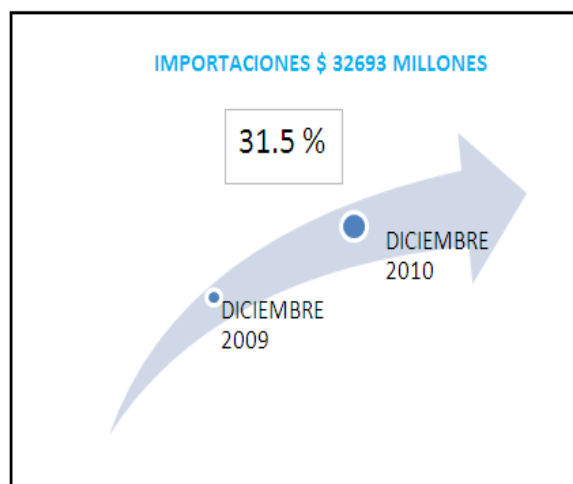 IMPORTACIONES $ 32693 MILLONES
31.5 %
DICIEMBRE
2010
DICIEMBRE
2009